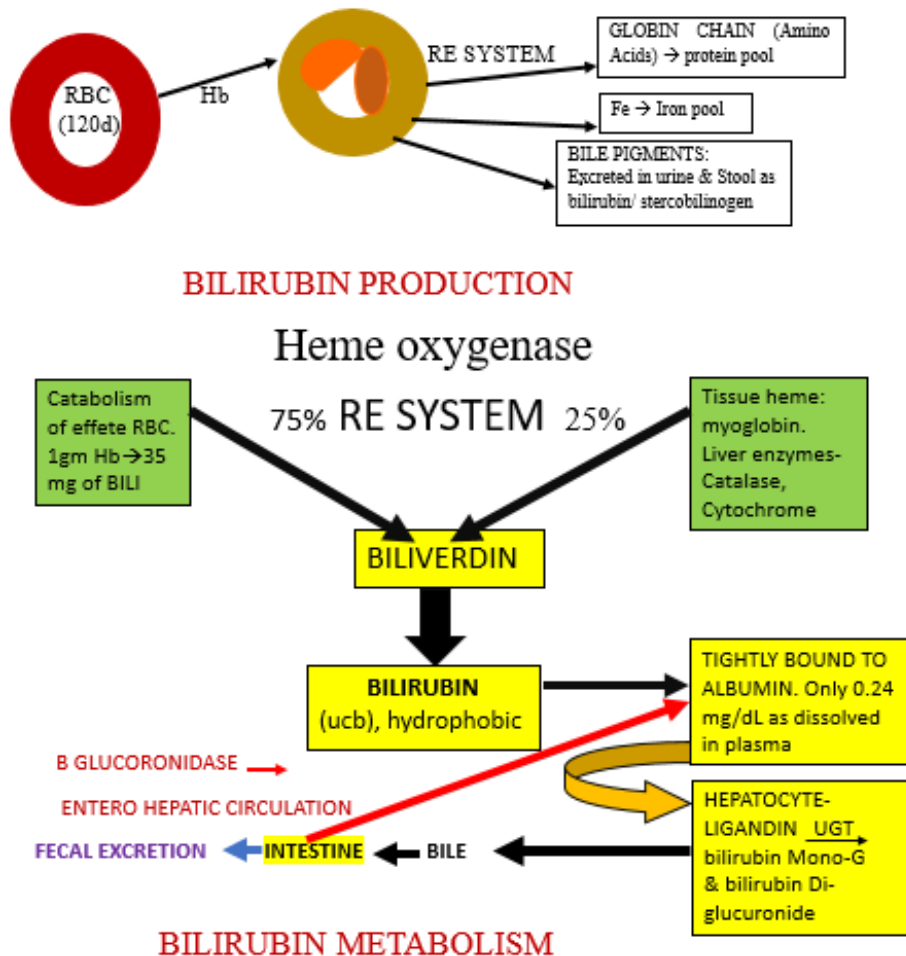 RBC
(120d)
Hb
RE SYSTEM
GLOBIN CHAIN (Amino
Acids) → protein pool
Fe → Iron pool
BILE PIGMENTS:
Excreted in urine & Stool as
bilirubin/ stercobilinogen
BILIRUBIN PRODUCTION
Heme oxygenase
75% RE SYSTEM 25%
Catabolism
of effete RBC.
1gm Hb→35
mg of BILI
Tissue heme:
myoglobin.
Liver enzymes-
Catalase,
Cytochrome
BILIVERDIN
BILIRUBIN
(ucb), hydrophobic
TIGHTLY BOUND TO
ALBUMIN. Only 0.24
mg/dL as dissolved
in plasma
B GLUCORONIDASE
ENTERO HEPATIC CIRCULATION
FECAL EXCRETION
INTESTINE
BILE
HEPATOCYTE-
LIGANDIN UGT
bilirubin Mono-G
& bilirubin Di-
glucuronide
BILIRUBIN METABOLISM